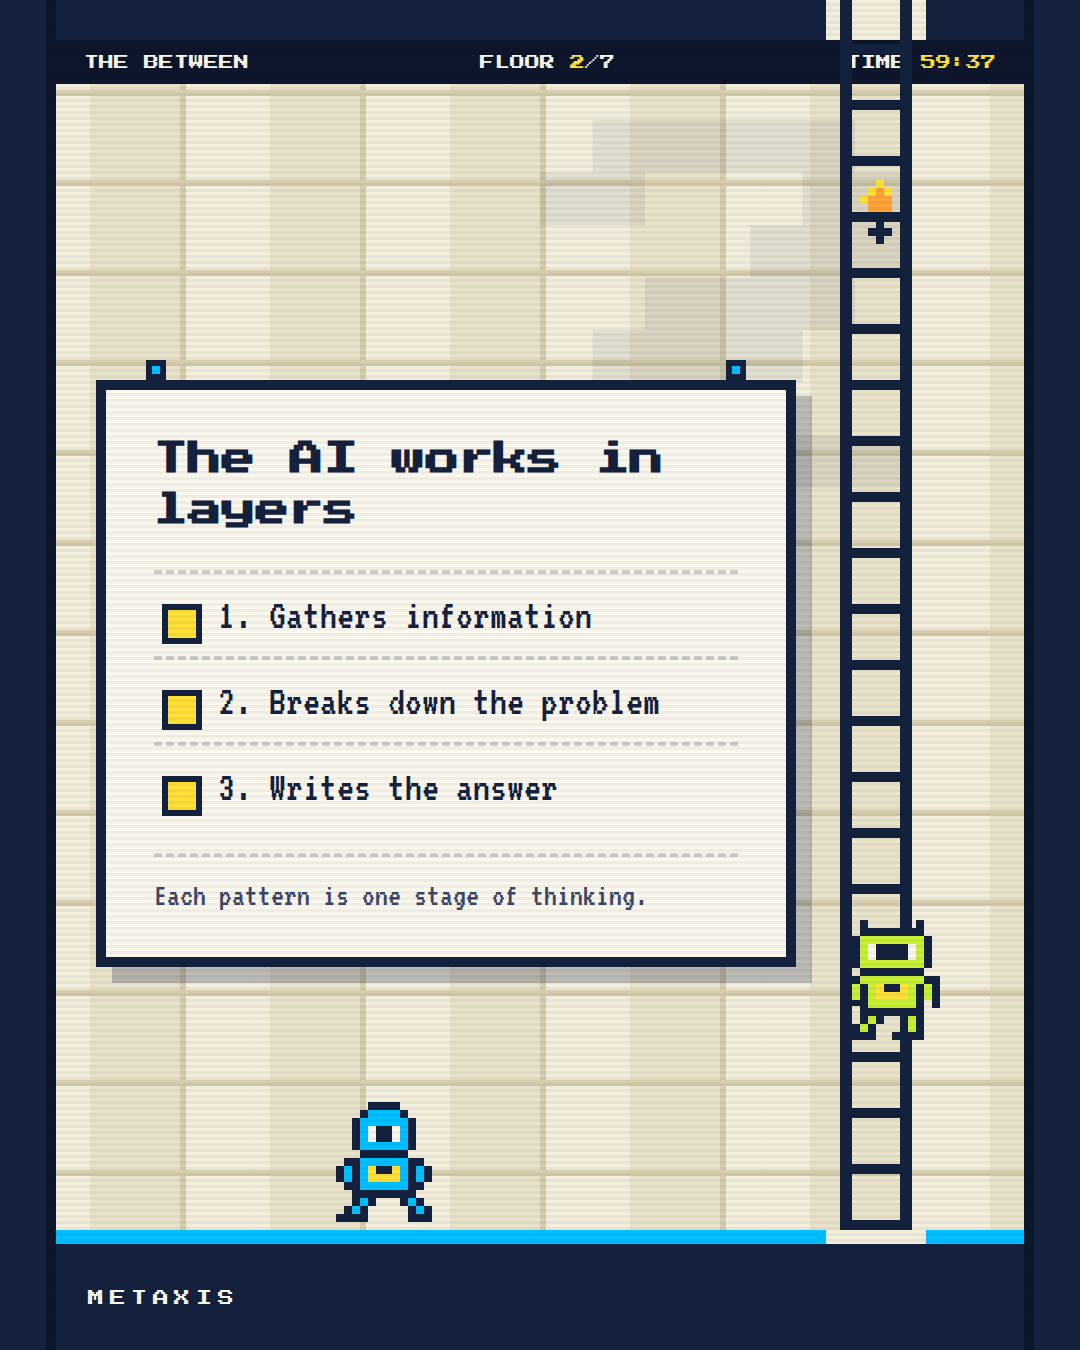 THE BETWEEN FLOOR 2/7 TIME 59:37
The AI works in
layers
1. Gathers information
2. Breaks down the problem
3. Writes the answer
Each pattern is one stage of thinking.
METAXIS